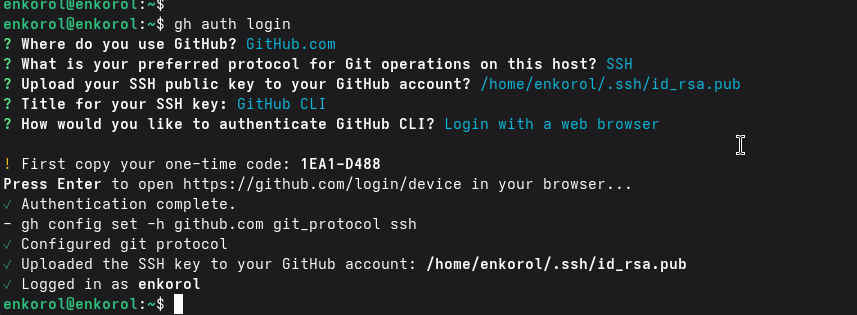 enkorol@enkorol:~$
enkorol@enkorol:~$ gh auth login
? Where do you use GitHub? GitHub.com
? What is your preferred protocol for Git operations on this host? SSH
? Upload your SSH public key to your GitHub account? /home/enkorol/.ssh/id_rsa.pub
? Title for your SSH key: GitHub CLI
? How would you like to authenticate GitHub CLI? Login with a web browser
! First copy your one-time code: 1EA1-D488
Press Enter to open https://github.com/login/device in your browser...
✓ Authentication complete.
- gh config set -h github.com git_protocol ssh
✓ Configured git protocol
✓ Uploaded the SSH key to your GitHub account: /home/enkorol/.ssh/id_rsa.pub
✓ Logged in as enkorol
enkorol@enkorol:~$